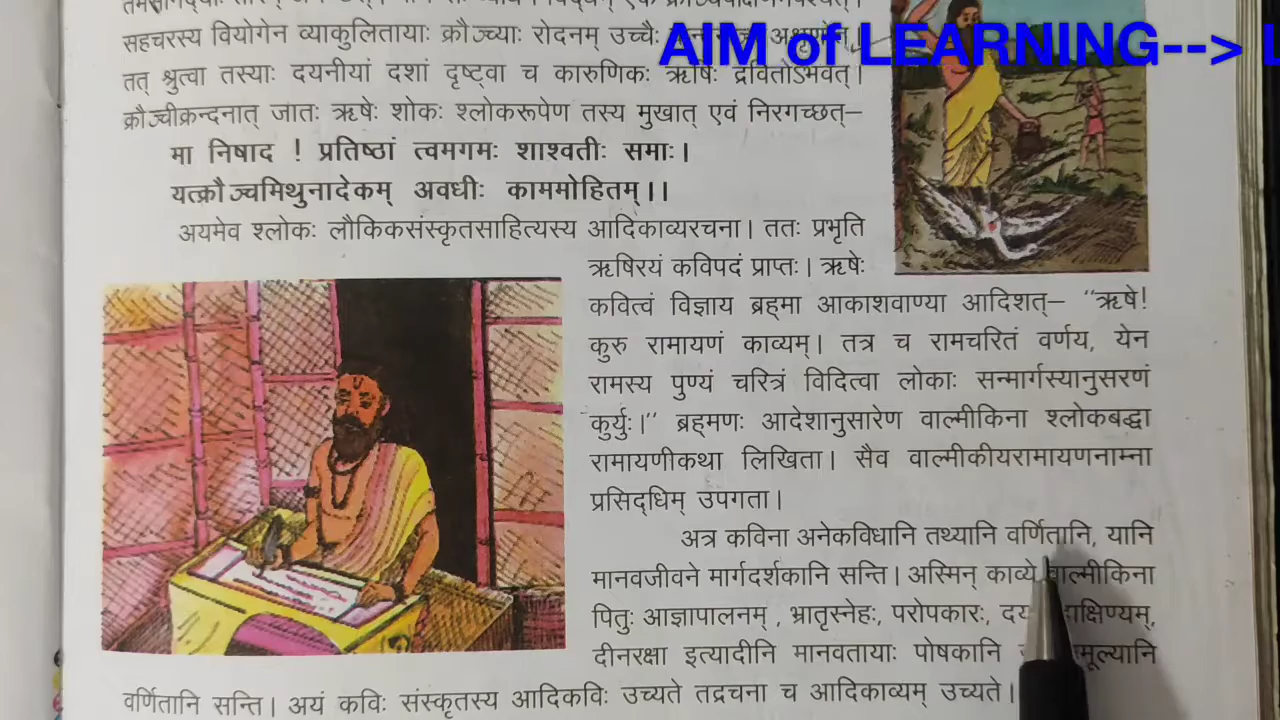 AIM of LEARNING--> L
सहचरस्य वियोगेन व्याकुलितायाः क्रौञ्च्याः रोदनम् उच्चैः
तत् श्रुत्वा तस्याः दयनीयां दशां दृष्ट्वा च कारुणिकः ऋषिः द्रवितोऽभवत्।
क्रौञ्चीक्रन्दनात् जातः ऋषेः शोकः श्लोकरूपेण तस्य मुखात् एवं निरगच्छत्–
मा निषाद ! प्रतिष्ठां त्वमगमः शाश्वतीः समाः।
यत्क्रौञ्चमिथुनादेकम् अवधीः काममोहितम्।।
अयमेव श्लोकः लौकिकसंस्कृतसाहित्यस्य आदिकाव्यरचना। ततः प्रभृति
ऋषिरयं कविपदं प्राप्तः। ऋषेः
कवित्वं विज्ञाय ब्रह्मा आकाशवाण्या आदिशत्– "ऋषे!
कुरु रामायणं काव्यम्। तत्र च रामचरितं वर्णय, येन
रामस्य पुण्यं चरित्रं विदित्वा लोकाः सन्मार्गस्यानुसरणं
कुर्युः।" ब्रह्मणः आदेशानुसारेण वाल्मीकिना श्लोकबद्धा
रामायणीकथा लिखिता। सैव वाल्मीकीयरामायणनाम्ना
प्रसिद्धिम् उपगता।
अत्र कविना अनेकविधानि तथ्यानि वर्णितानि, यानि
मानवजीवने मार्गदर्शकानि सन्ति। अस्मिन् काव्ये वाल्मीकिना
पितुः आज्ञापालनम् , भ्रातृस्नेहः, परोपकारः,
दीनरक्षा इत्यादीनि मानवतायाः पोषकानि
वर्णितानि सन्ति। अयं कविः संस्कृतस्य आदिकविः उच्यते तद्रचना च आदिकाव्यम् उच्यते।